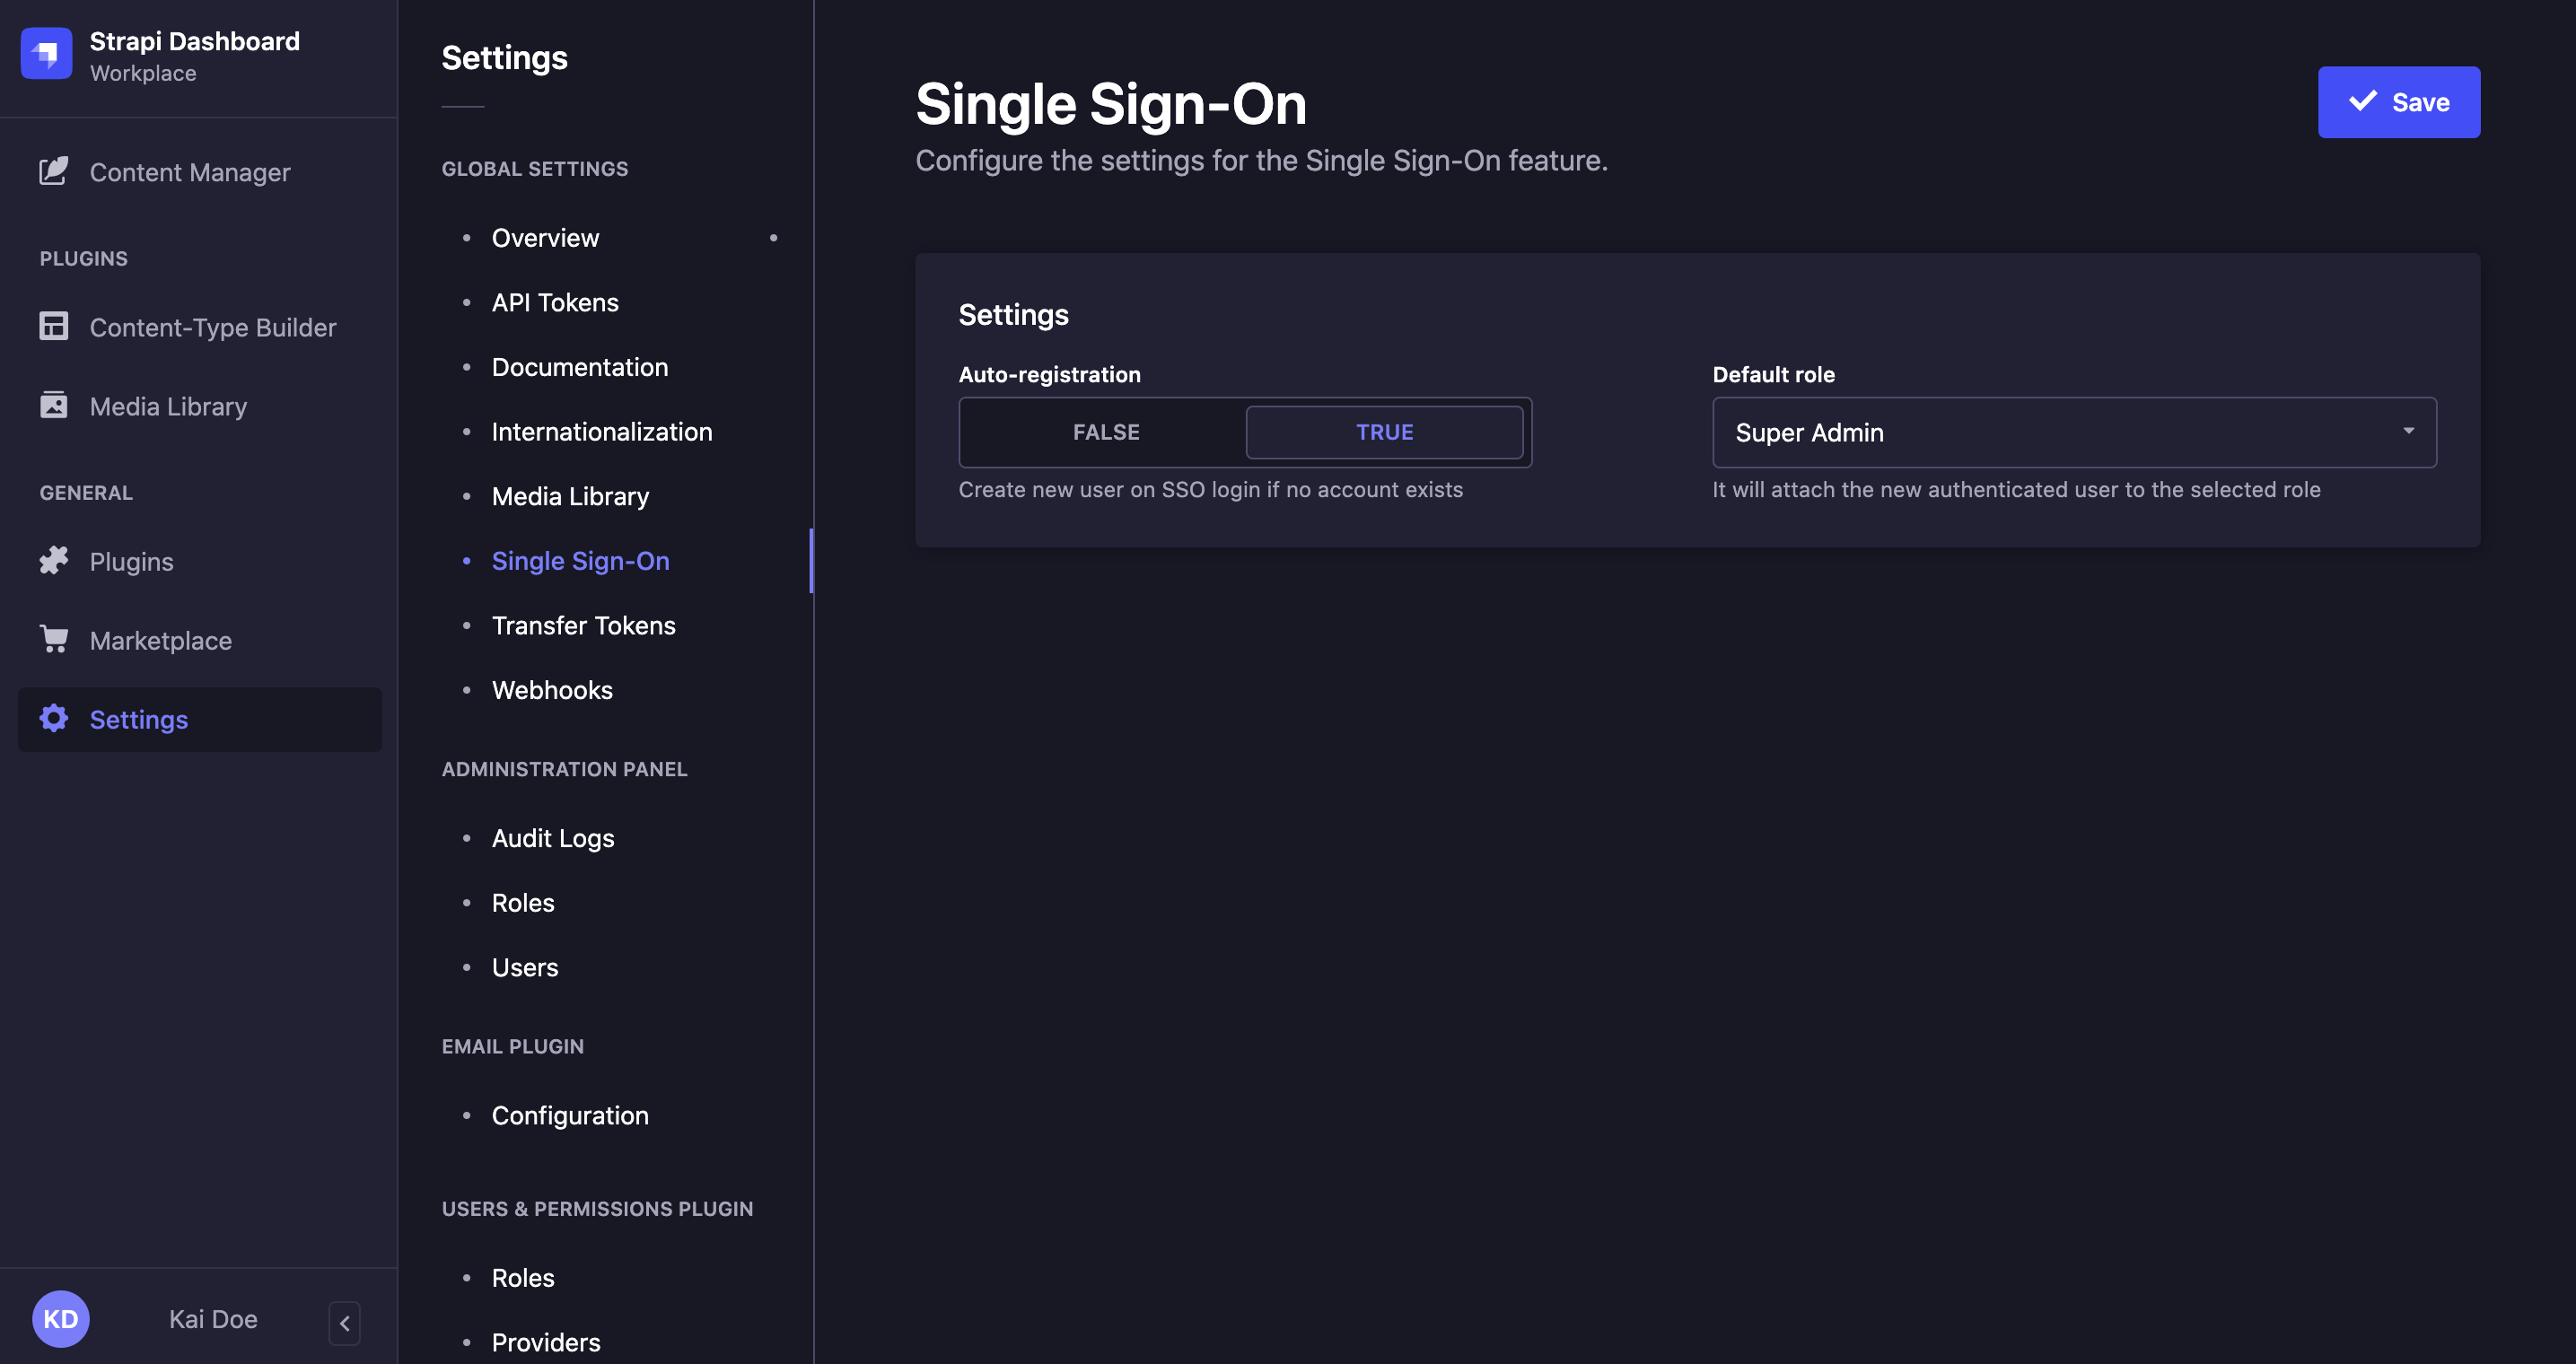 Strapi Dashboard
Workplace
Content Manager
PLUGINS
Content-Type Builder
Media Library
GENERAL
Plugins
Marketplace
Settings
KD
Kai Doe
Settings
GLOBAL SETTINGS
Overview
API Tokens
Documentation
Internationalization
Media Library
Single Sign-On
Transfer Tokens
Webhooks
ADMINISTRATION PANEL
Audit Logs
Roles
Users
EMAIL PLUGIN
Configuration
USERS & PERMISSIONS PLUGIN
Roles
Providers
Single Sign-On
Configure the settings for the Single Sign-On feature.
Save
Settings
Auto-registration
FALSE
TRUE
Create new user on SSO login if no account exists
Default role
Super Admin
It will attach the new authenticated user to the selected role